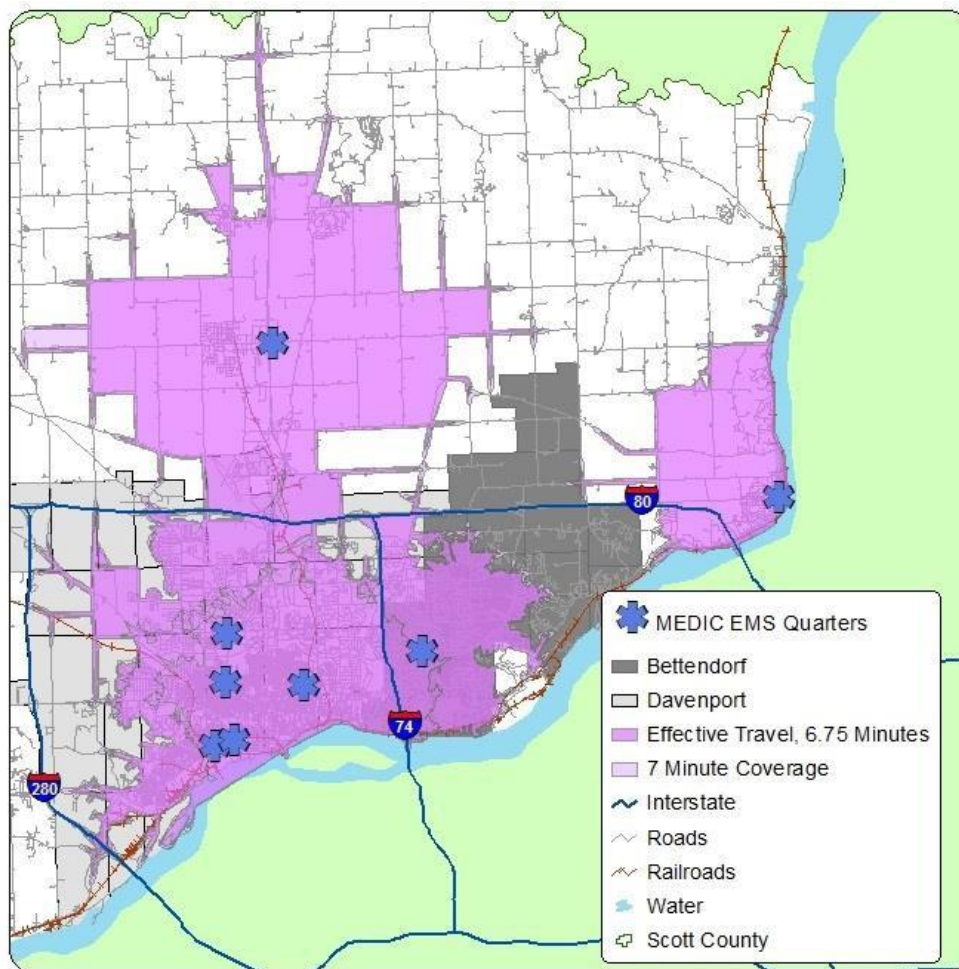 80
74
280
MEDIC EMS Quarters
Bettendorf
Davenport
Effective Travel, 6.75 Minutes
7 Minute Coverage
Interstate
Roads
Railroads
Water
Scott County